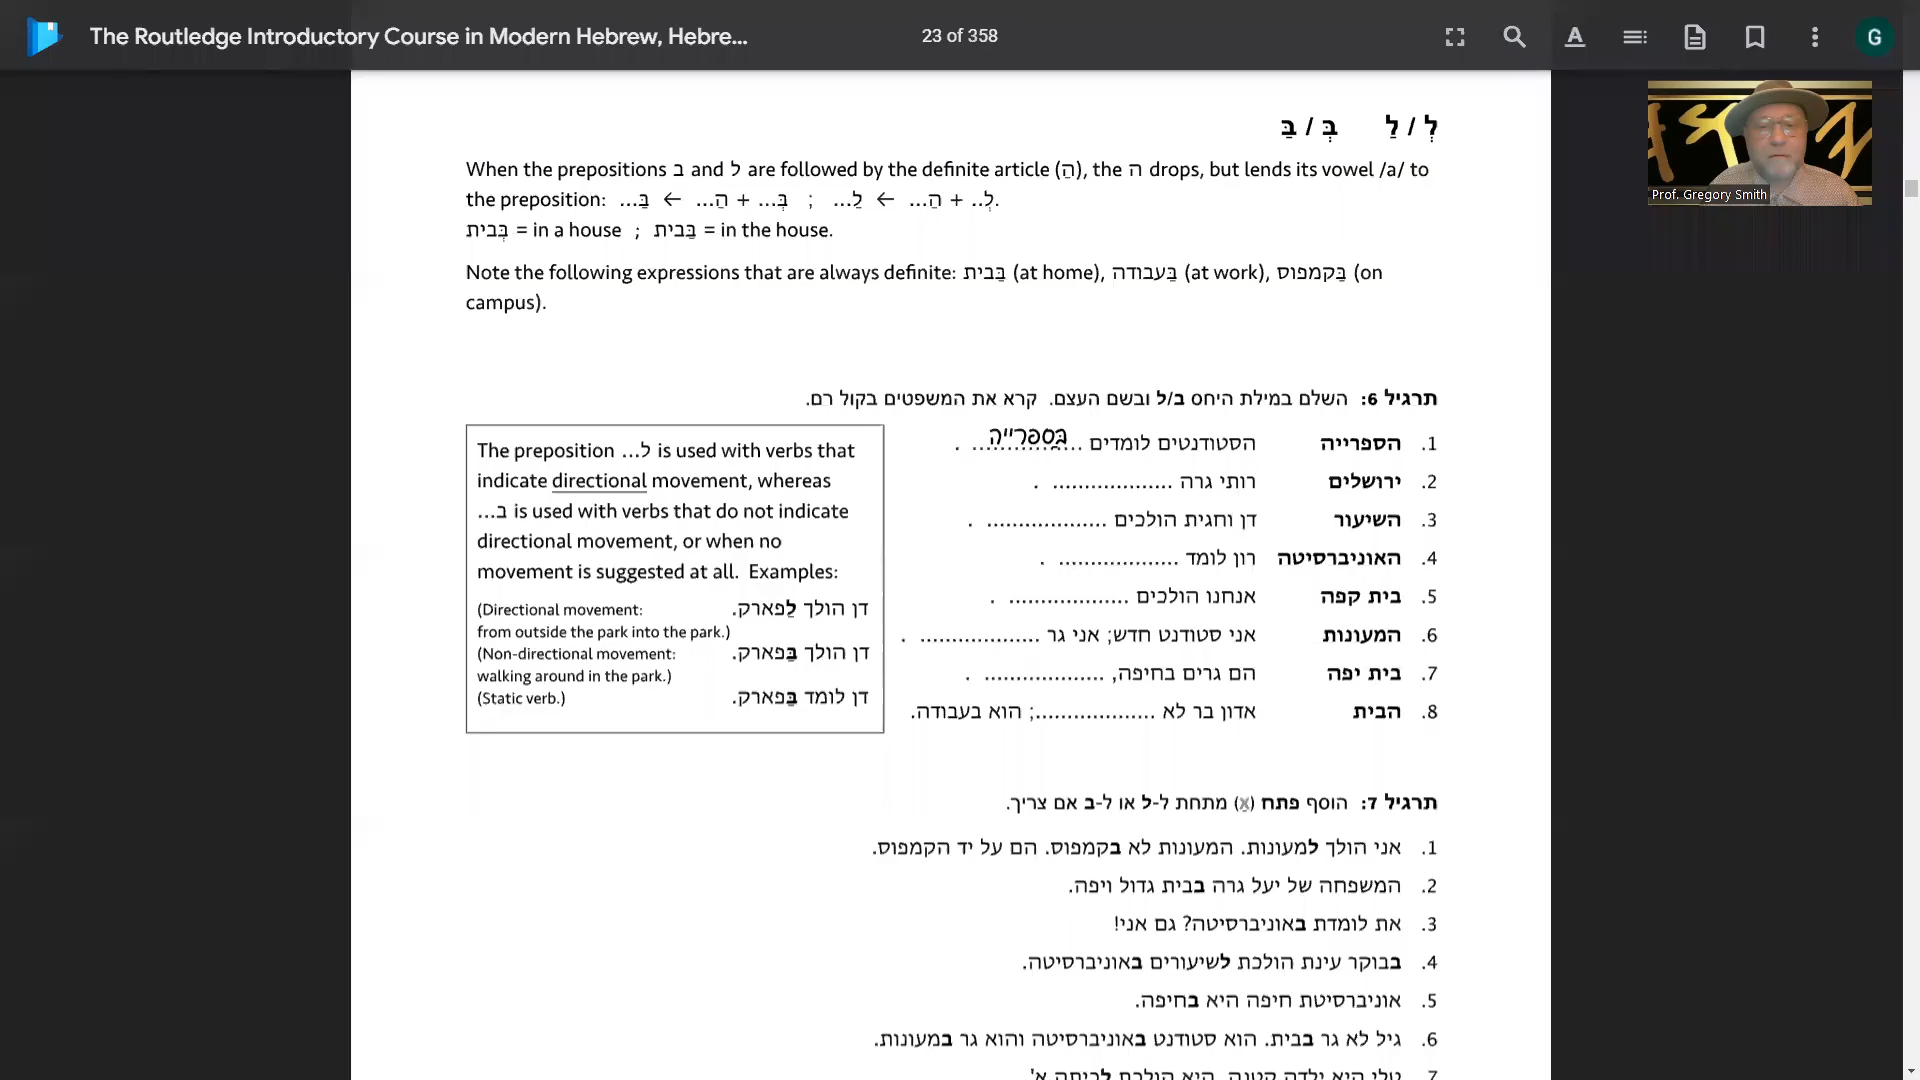 The Routledge Introductory Course in Modern Hebrew, Hebre...
23 of 358
A
G
Prof. Gregory Smith
לְ / לַ בְּ / בַּ
When the prepositions ב and ל are followed by the definite article (הַ), the ה drops, but lends its vowel /a/ to
the preposition: ...לְ.. + הַ... ← לַ... ; בְּ... + הַ... ← בַּ.
בְּבית = in a house ; בַּבית = in the house.
Note the following expressions that are always definite: בַּבית (at home), בַּעבודה (at work), בַּקמפוס (on
campus).
תרגיל 6: השלם במילת היחס ב/ל ובשם העצם. קרא את המשפטים בקול רם.
1. הספרייה הסטודנטים לומדים בַּספרייה .
2. ירושלים רותי גרה ................... .
3. השיעור דן וחגית הולכים ................... .
4. האוניברסיטה רון לומד ................... .
5. בית קפה אנחנו הולכים ................... .
6. המעונות אני סטודנט חדש; אני גר ................... .
7. בית יפה הם גרים בחיפה, ................... .
8. הבית אדון בר לא ...................; הוא בעבודה.
The preposition ל... is used with verbs that
indicate directional movement, whereas
ב... is used with verbs that do not indicate
directional movement, or when no
movement is suggested at all. Examples:
(Directional movement: דן הולך לַפארק.
from outside the park into the park.)
(Non-directional movement: דן הולך בַּפארק.
walking around in the park.)
(Static verb.) דן לומד בַּפארק.
תרגיל 7: הוסף פתח (Xַ) מתחת ל-ל או ל-ב אם צריך.
1. אני הולך למעונות. המעונות לא בקמפוס. הם על יד הקמפוס.
2. המשפחה של יעל גרה בבית גדול ויפה.
3. את לומדת באוניברסיטה? גם אני!
4. בבוקר עינת הולכת לשיעורים באוניברסיטה.
5. אוניברסיטת חיפה היא בחיפה.
6. גיל לא גר בבית. הוא סטודנט באוניברסיטה והוא גר במעונות.
7. טלי היא ילדה קטנה. היא הולכת לכיתה א'